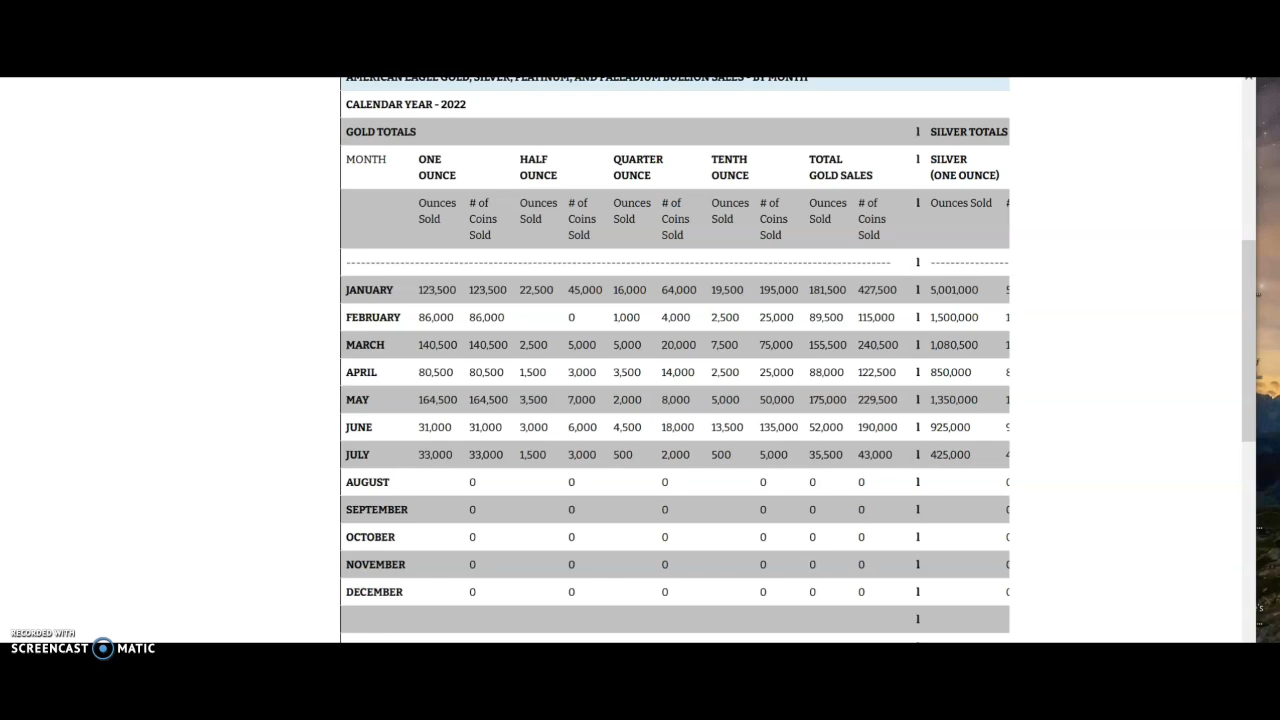 AMERICAN EAGLE GOLD, SILVER, PLATINUM, AND PALLADIUM BULLION SALES - BY MONTH
CALENDAR YEAR - 2022
GOLD TOTALS l SILVER TOTALS
MONTH ONE OUNCE HALF OUNCE QUARTER OUNCE TENTH OUNCE TOTAL GOLD SALES l SILVER (ONE OUNCE)
Ounces Sold # of Coins Sold Ounces Sold # of Coins Sold Ounces Sold # of Coins Sold Ounces Sold # of Coins Sold Ounces Sold # of Coins Sold l Ounces Sold #
---------------------------------------------------------------------------------------- l ----------------
JANUARY 123,500 123,500 22,500 45,000 16,000 64,000 19,500 195,000 181,500 427,500 l 5,001,000
FEBRUARY 86,000 86,000 0 1,000 4,000 2,500 25,000 89,500 115,000 l 1,500,000
MARCH 140,500 140,500 2,500 5,000 5,000 20,000 7,500 75,000 155,500 240,500 l 1,080,500
APRIL 80,500 80,500 1,500 3,000 3,500 14,000 2,500 25,000 88,000 122,500 l 850,000
MAY 164,500 164,500 3,500 7,000 2,000 8,000 5,000 50,000 175,000 229,500 l 1,350,000
JUNE 31,000 31,000 3,000 6,000 4,500 18,000 13,500 135,000 52,000 190,000 l 925,000
JULY 33,000 33,000 1,500 3,000 500 2,000 500 5,000 35,500 43,000 l 425,000
AUGUST 0 0 0 0 0 0 l
SEPTEMBER 0 0 0 0 0 0 l
OCTOBER 0 0 0 0 0 0 l
NOVEMBER 0 0 0 0 0 0 l
DECEMBER 0 0 0 0 0 0 l
l
RECORDED WITH
SCREENCAST MATIC